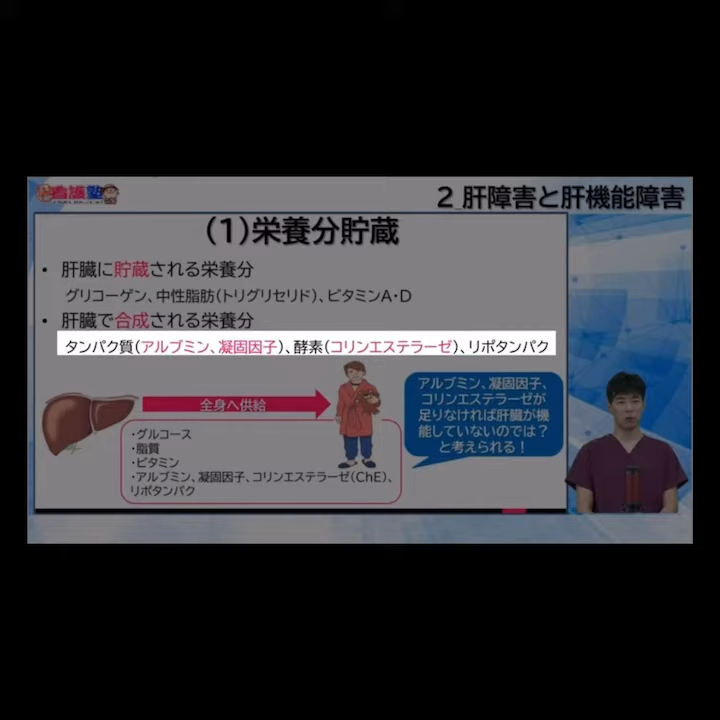 看護塾
2 肝障害と肝機能障害
(1)栄養分貯蔵
• 肝臓に貯蔵される栄養分
グリコーゲン、中性脂肪(トリグリセリド)、ビタミンA・D
• 肝臓で合成される栄養分
タンパク質(アルブミン、凝固因子)、酵素(コリンエステラーゼ)、リポタンパク
全身へ供給
・グルコース
・脂質
・ビタミン
・アルブミン、凝固因子、コリンエステラーゼ(ChE)、
リポタンパク
アルブミン、凝固因子、
コリンエステラーゼが
足りなければ肝臓が機
能していないのでは?
と考えられる!